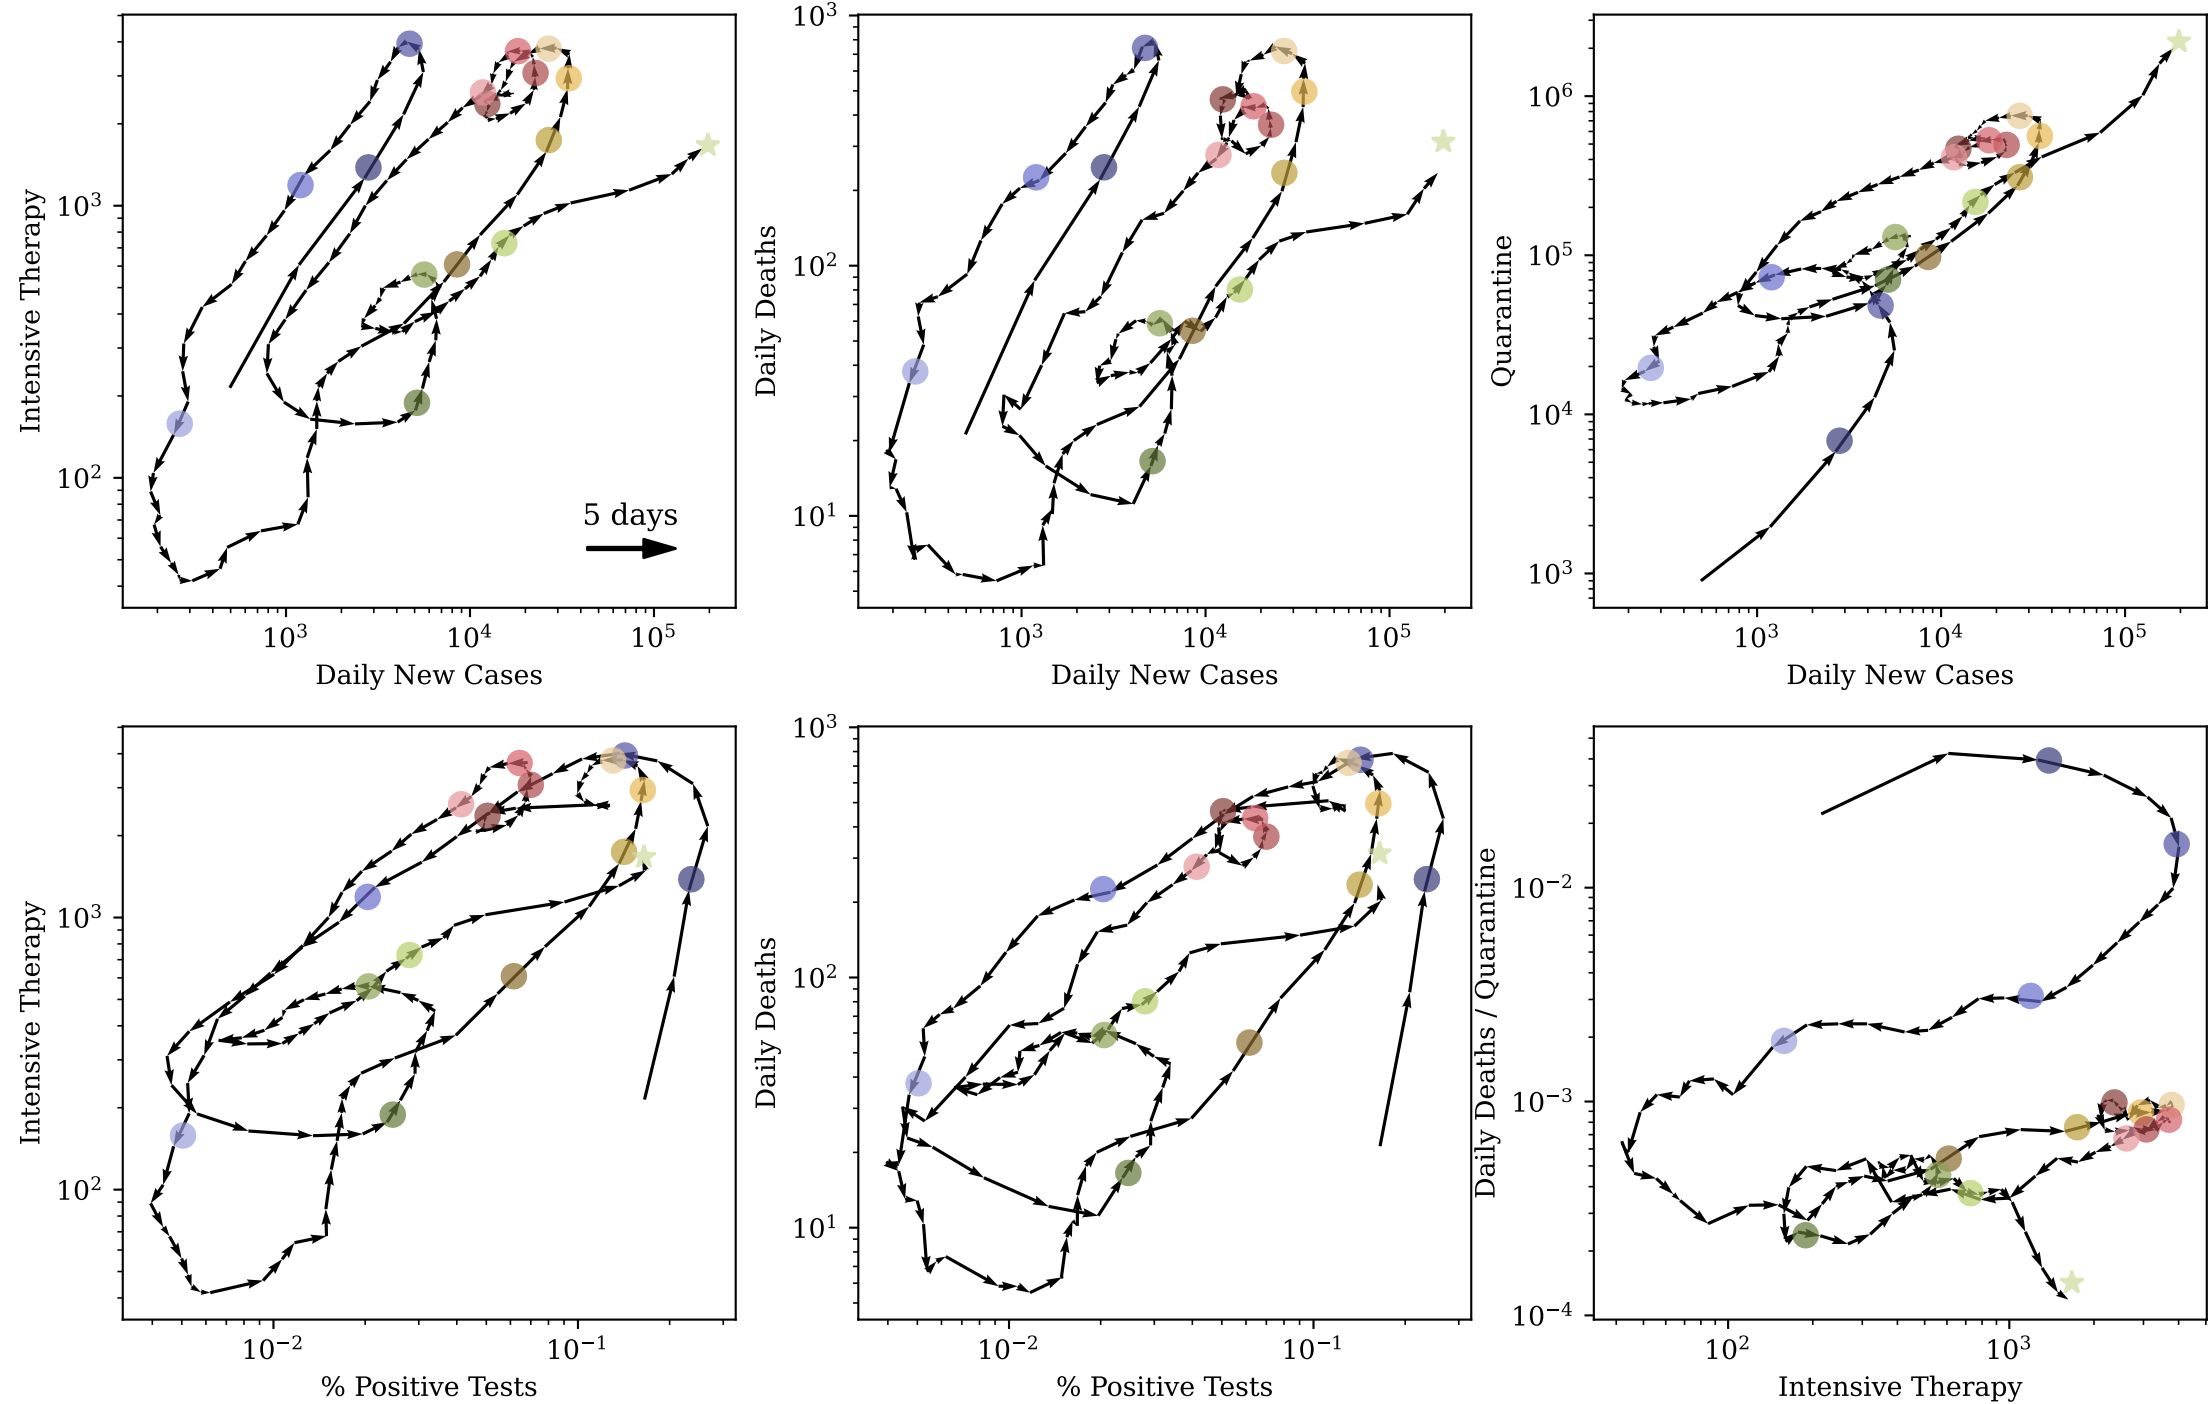 10³
10²
Intensive Therapy
5 days
10³ 10⁴ 10⁵
Daily New Cases
10³
10²
10¹
Daily Deaths
10³ 10⁴ 10⁵
Daily New Cases
10⁶
10⁵
10⁴
10³
Quarantine
10³ 10⁴ 10⁵
Daily New Cases
10³
10²
Intensive Therapy
10⁻² 10⁻¹
% Positive Tests
10³
10²
10¹
Daily Deaths
10⁻² 10⁻¹
% Positive Tests
10⁻²
10⁻³
10⁻⁴
Daily Deaths / Quarantine
10² 10³
Intensive Therapy